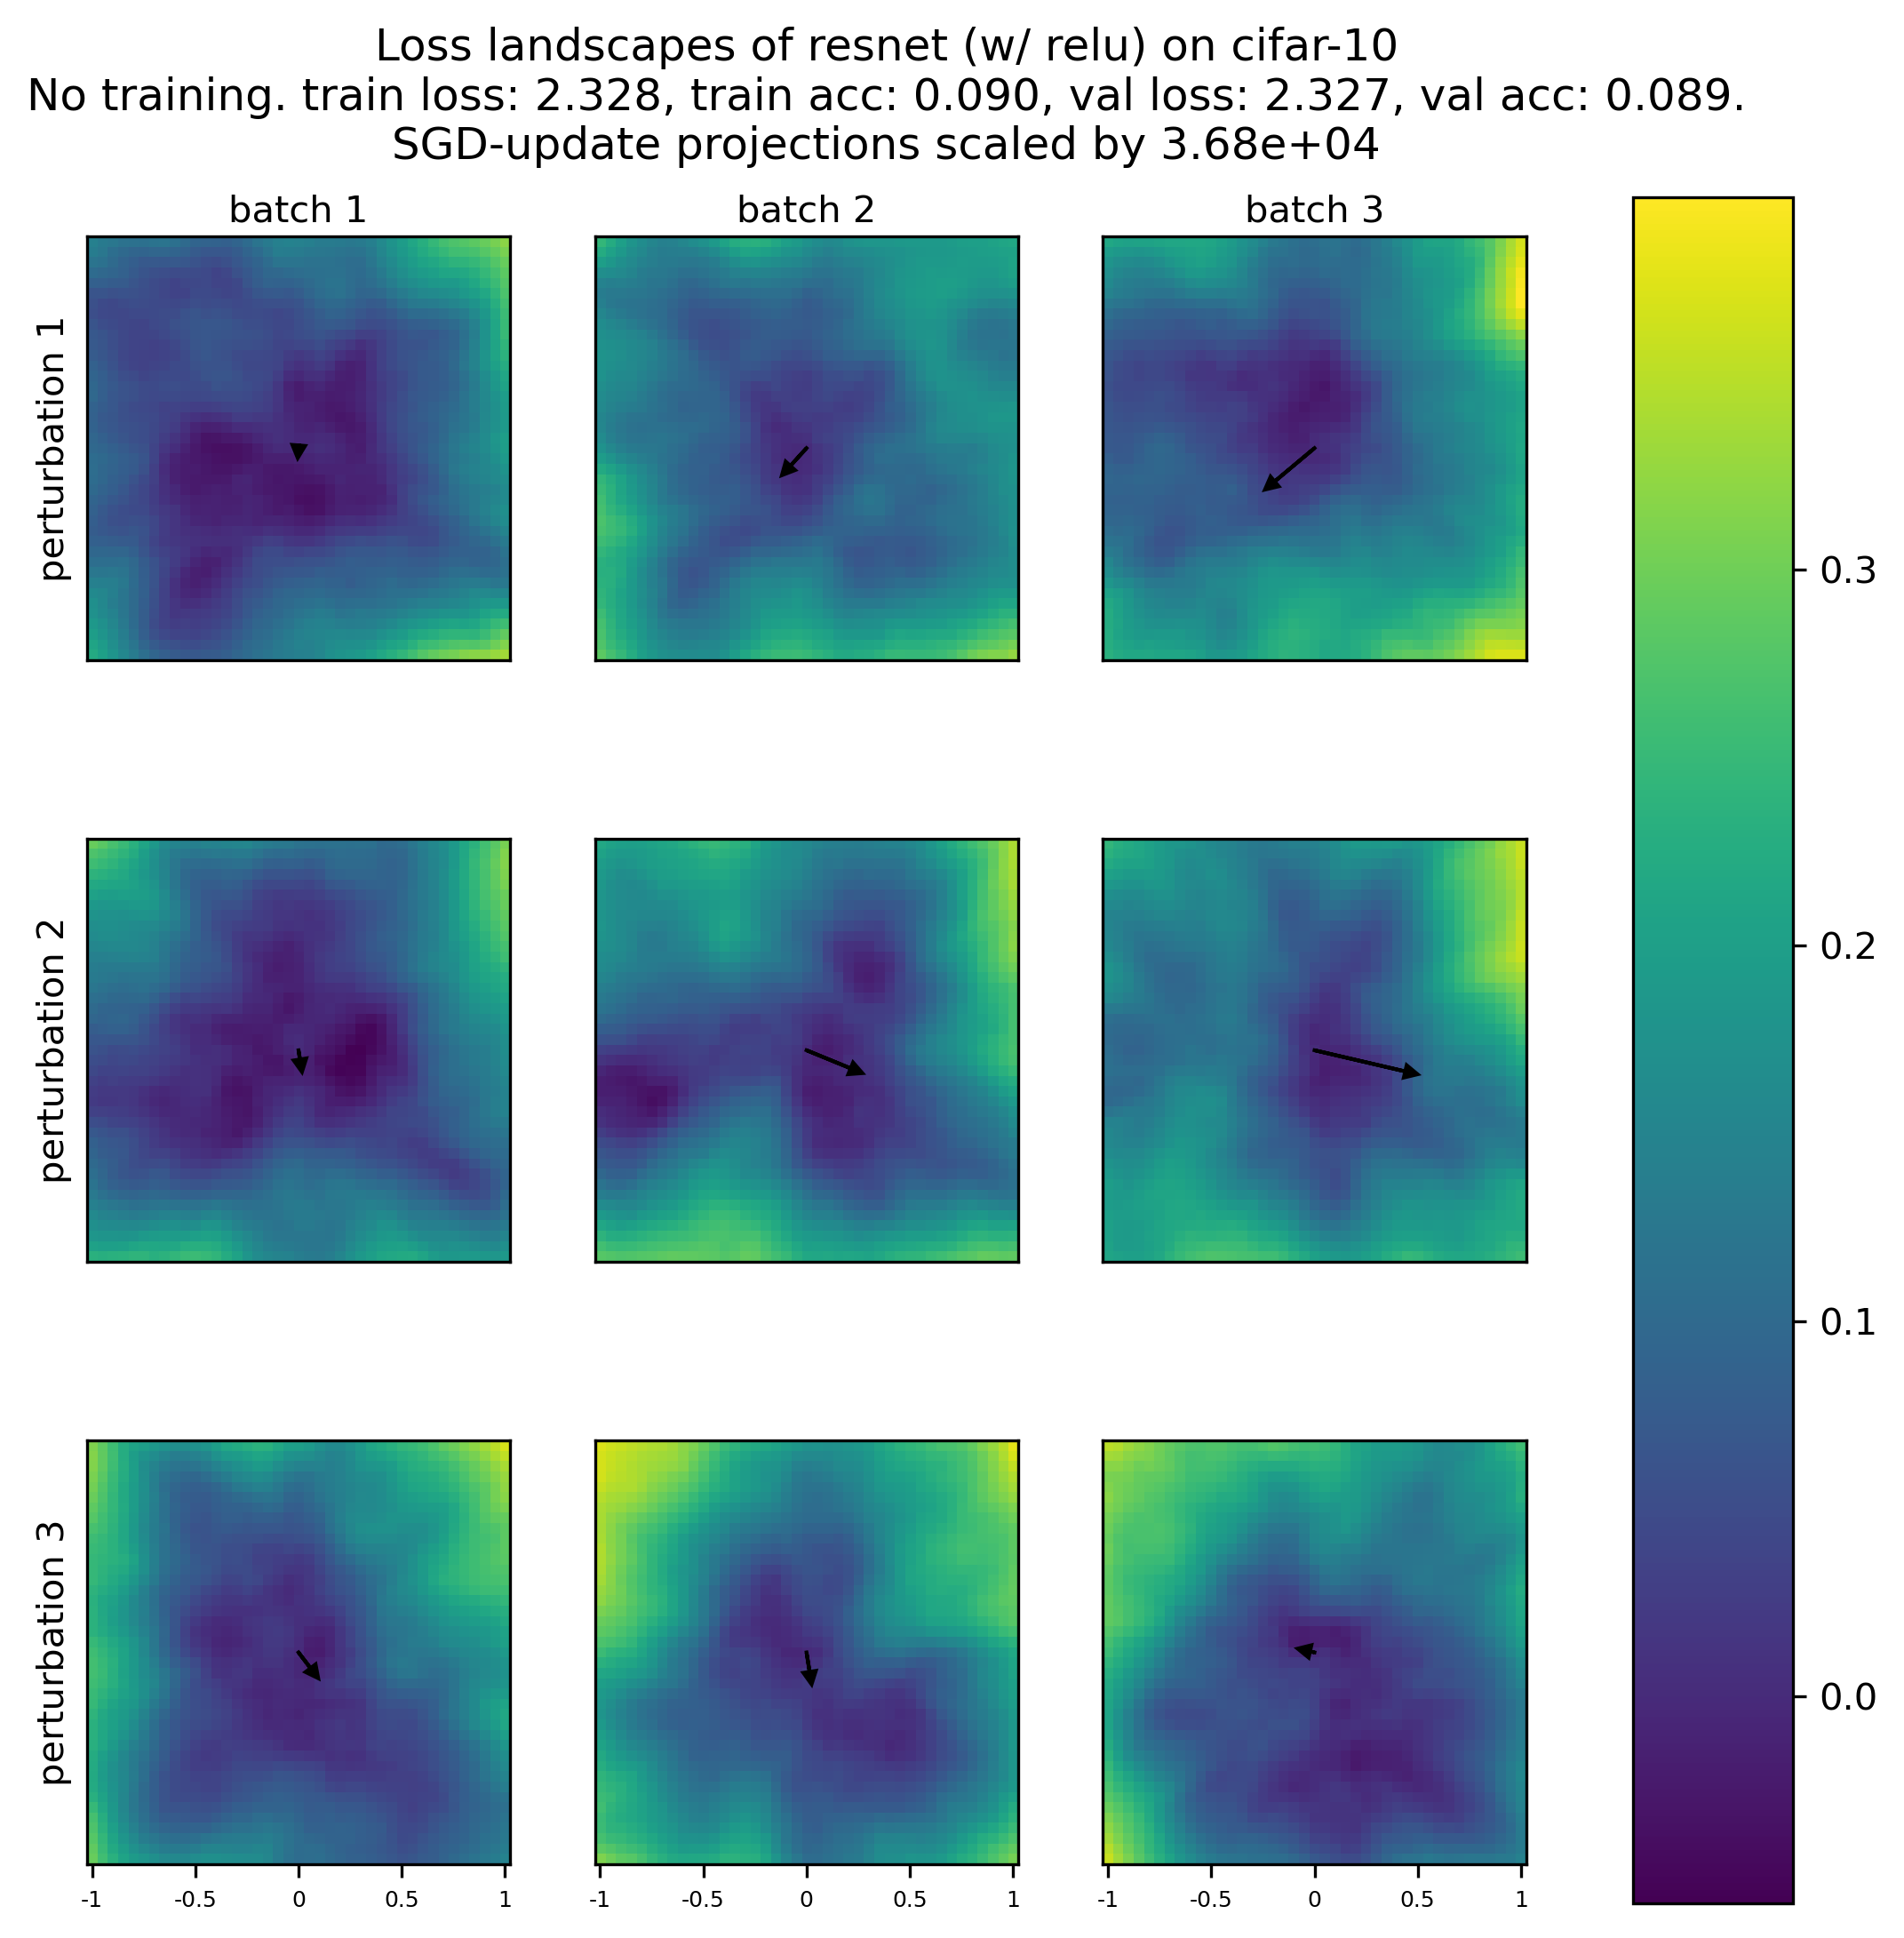 Loss landscapes of resnet (w/ relu) on cifar-10
No training. train loss: 2.328, train acc: 0.090, val loss: 2.327, val acc: 0.089.
SGD-update projections scaled by 3.68e+04
batch 1
batch 2
batch 3
perturbation 1
perturbation 2
perturbation 3
-1 -0.5 0 0.5 1
-1 -0.5 0 0.5 1
-1 -0.5 0 0.5 1
0.3
0.2
0.1
0.0